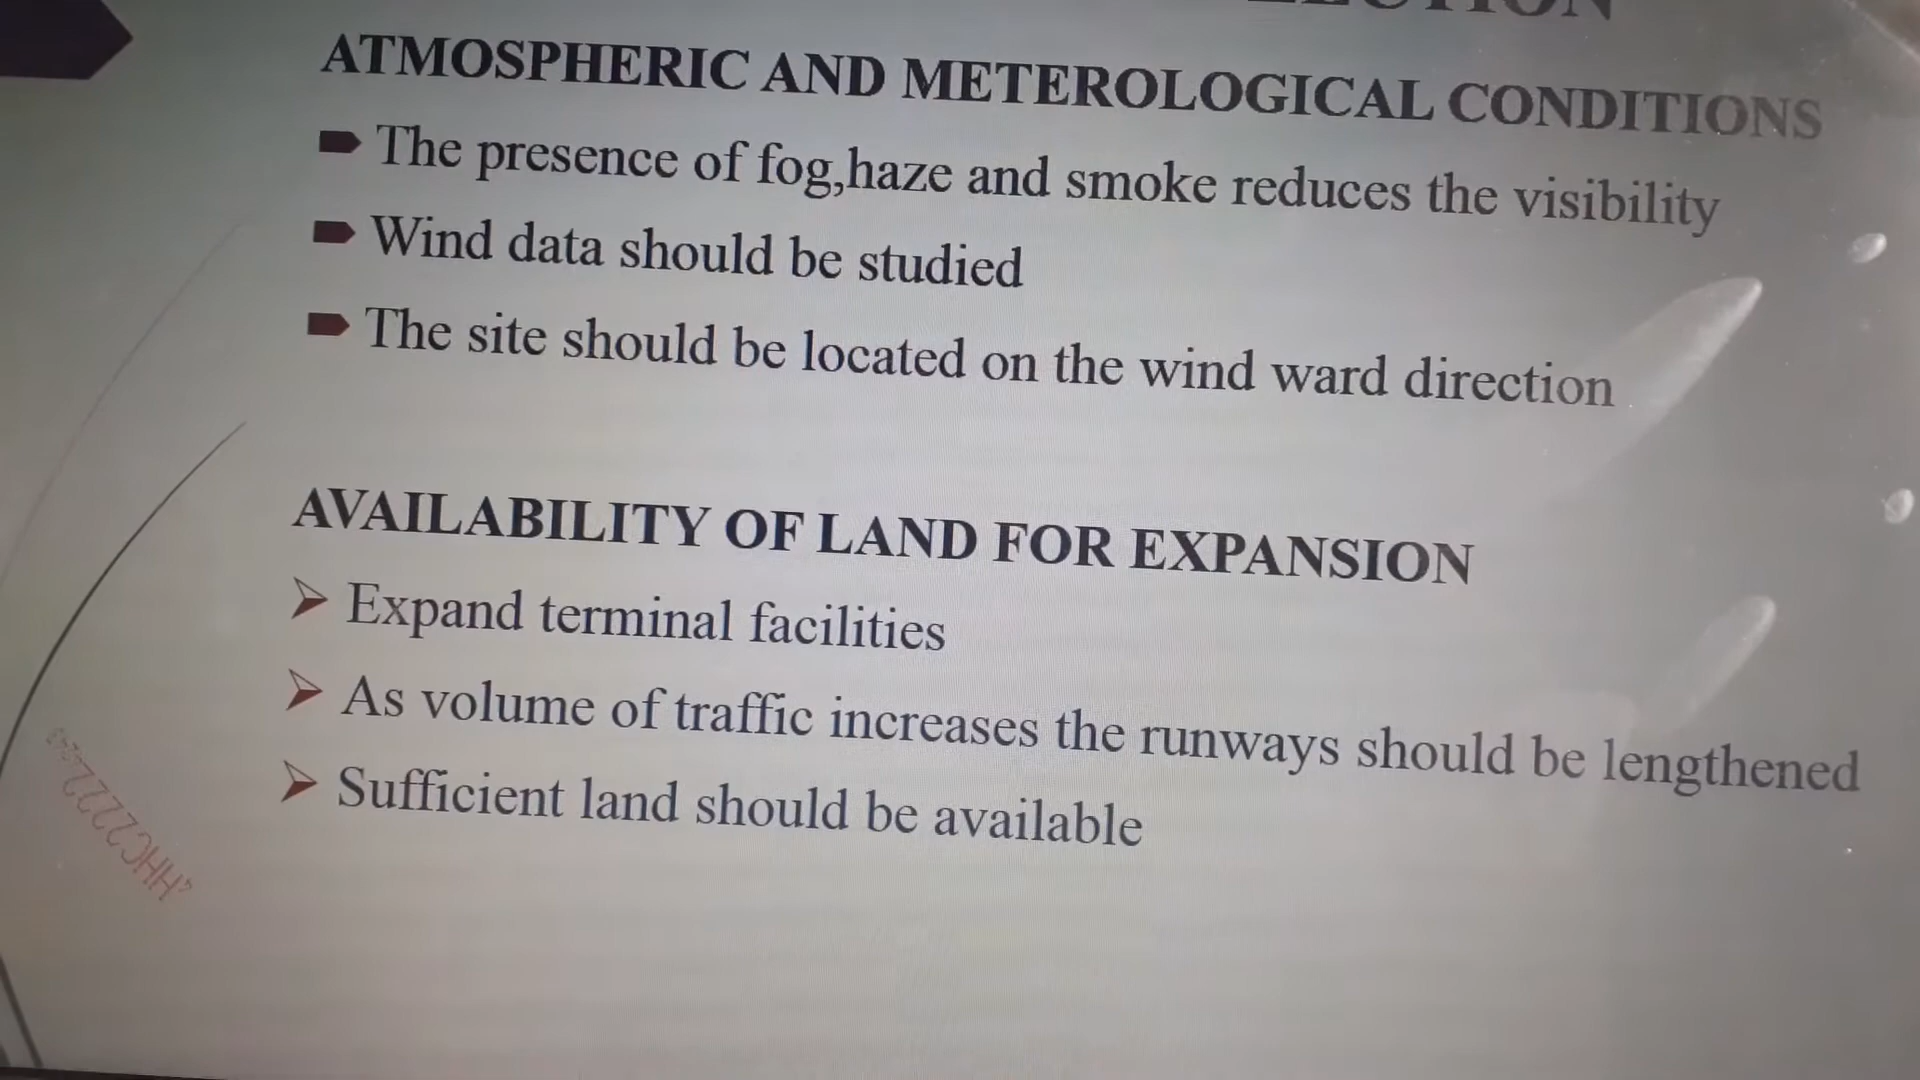 ATMOSPHERIC AND METEROLOGICAL CONDITIONS
The presence of fog,haze and smoke reduces the visibility
Wind data should be studied
The site should be located on the wind ward direction
AVAILABILITY OF LAND FOR EXPANSION
Expand terminal facilities
As volume of traffic increases the runways should be lengthened
Sufficient land should be available